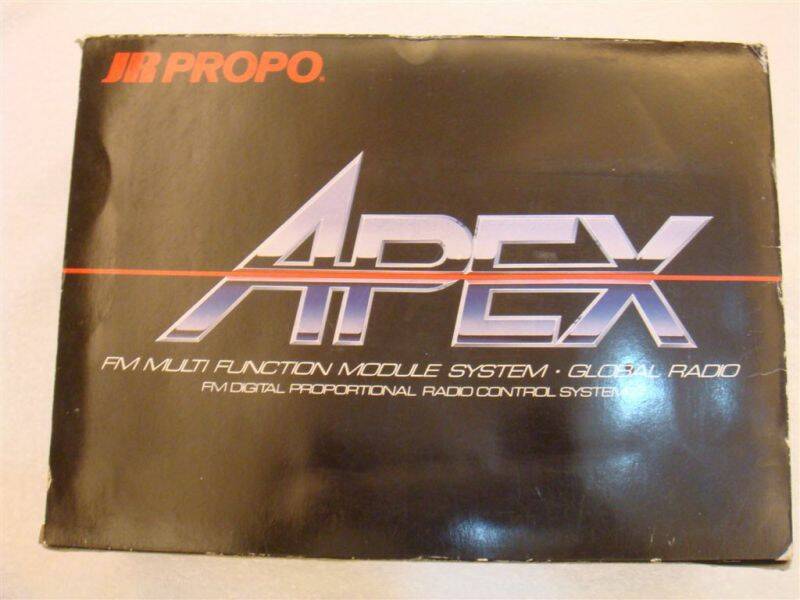 JR PROPO®
APEX
FM MULTI FUNCTION MODULE SYSTEM · GLOBAL RADIO
FM DIGITAL PROPORTIONAL RADIO CONTROL SYSTEM